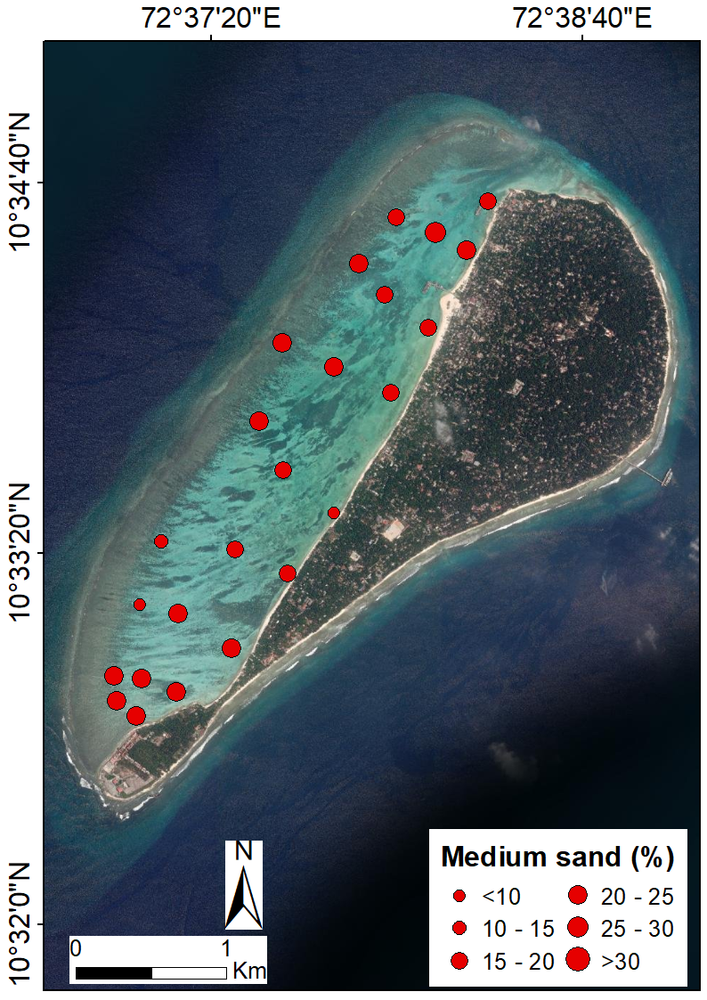 72°37'20"E 72°38'40"E
10°34'40"N
10°33'20"N
10°32'0"N
N
0 1
Km
Medium sand (%)
<10 20 - 25
10 - 15 25 - 30
15 - 20 >30